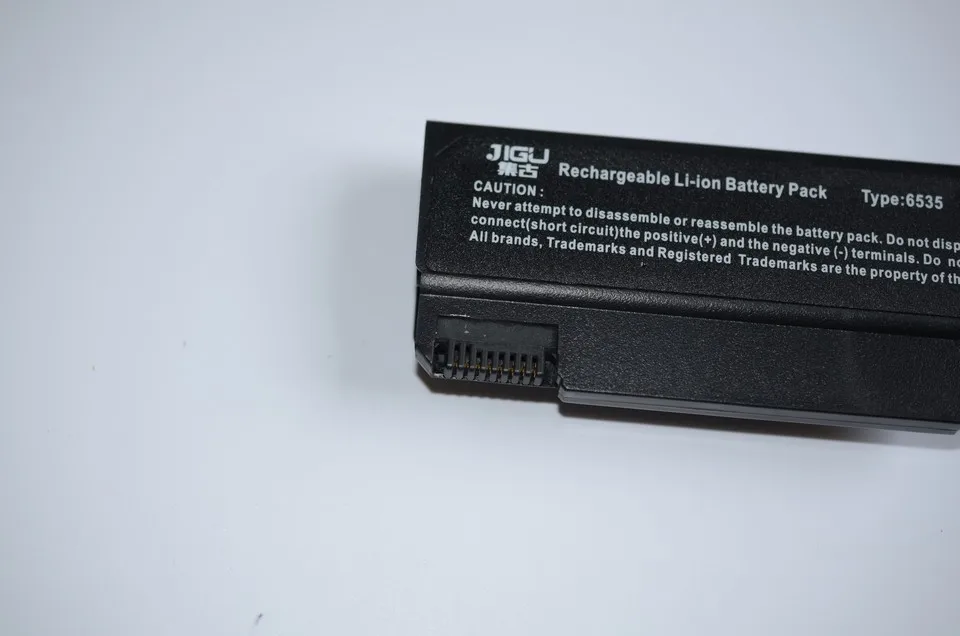 JIGU
集古
Rechargeable Li-ion Battery Pack Type:6535
CAUTION :
Never attempt to disassemble or reassemble the battery pack. Do not disp
connect(short circuit)the positive(+) and the negative (-) terminals. Do no
All brands, Trademarks and Registered Trademarks are the property of th